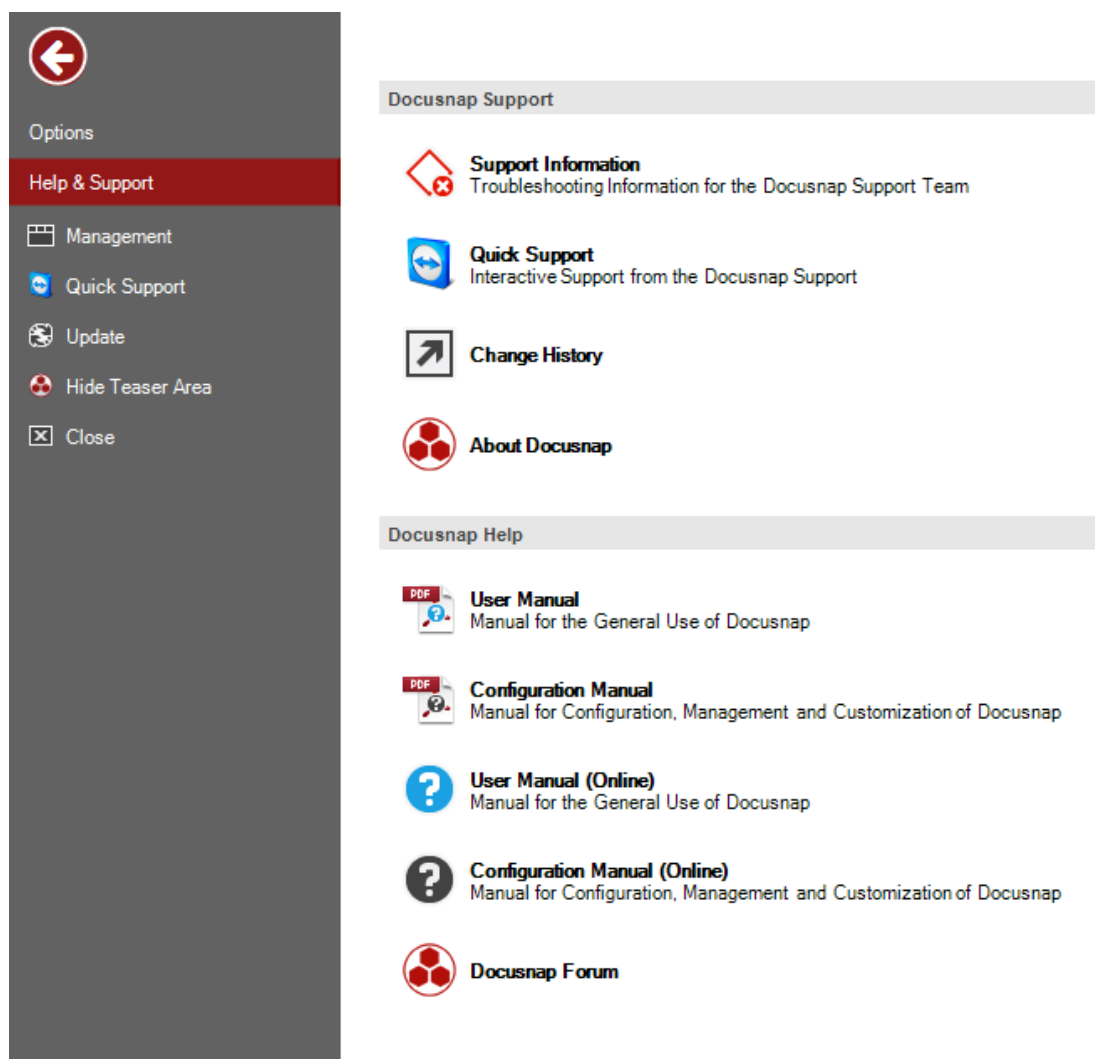 Options
Help & Support
Management
Quick Support
Update
Hide Teaser Area
Close
Docusnap Support
Support Information
Troubleshooting Information for the Docusnap Support Team
Quick Support
Interactive Support from the Docusnap Support
Change History
About Docusnap
Docusnap Help
PDF
User Manual
Manual for the General Use of Docusnap
PDF
Configuration Manual
Manual for Configuration, Management and Customization of Docusnap
User Manual (Online)
Manual for the General Use of Docusnap
Configuration Manual (Online)
Manual for Configuration, Management and Customization of Docusnap
Docusnap Forum